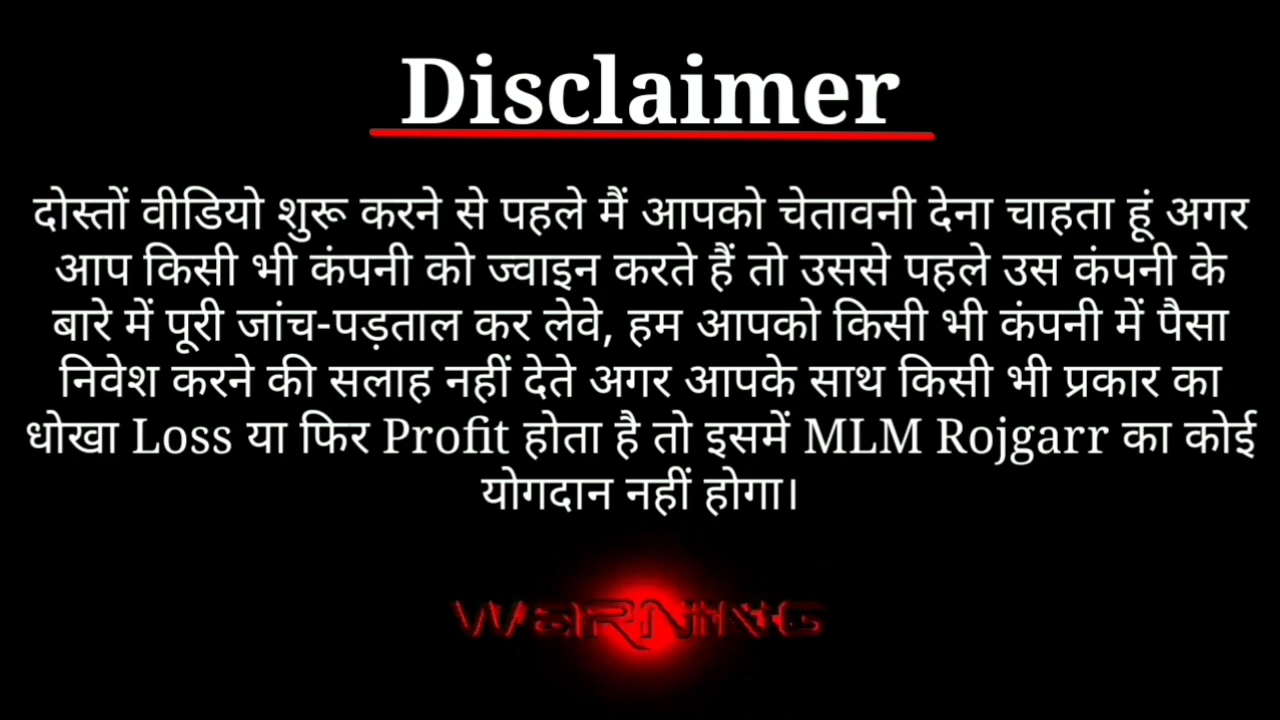 Disclaimer
दोस्तों वीडियो शुरू करने से पहले मैं आपको चेतावनी देना चाहता हूं अगर
आप किसी भी कंपनी को ज्वाइन करते हैं तो उससे पहले उस कंपनी के
बारे में पूरी जांच-पड़ताल कर लेवे, हम आपको किसी भी कंपनी में पैसा
निवेश करने की सलाह नहीं देते अगर आपके साथ किसी भी प्रकार का
धोखा Loss या फिर Profit होता है तो इसमें MLM Rojgarr का कोई
योगदान नहीं होगा।
WARNING